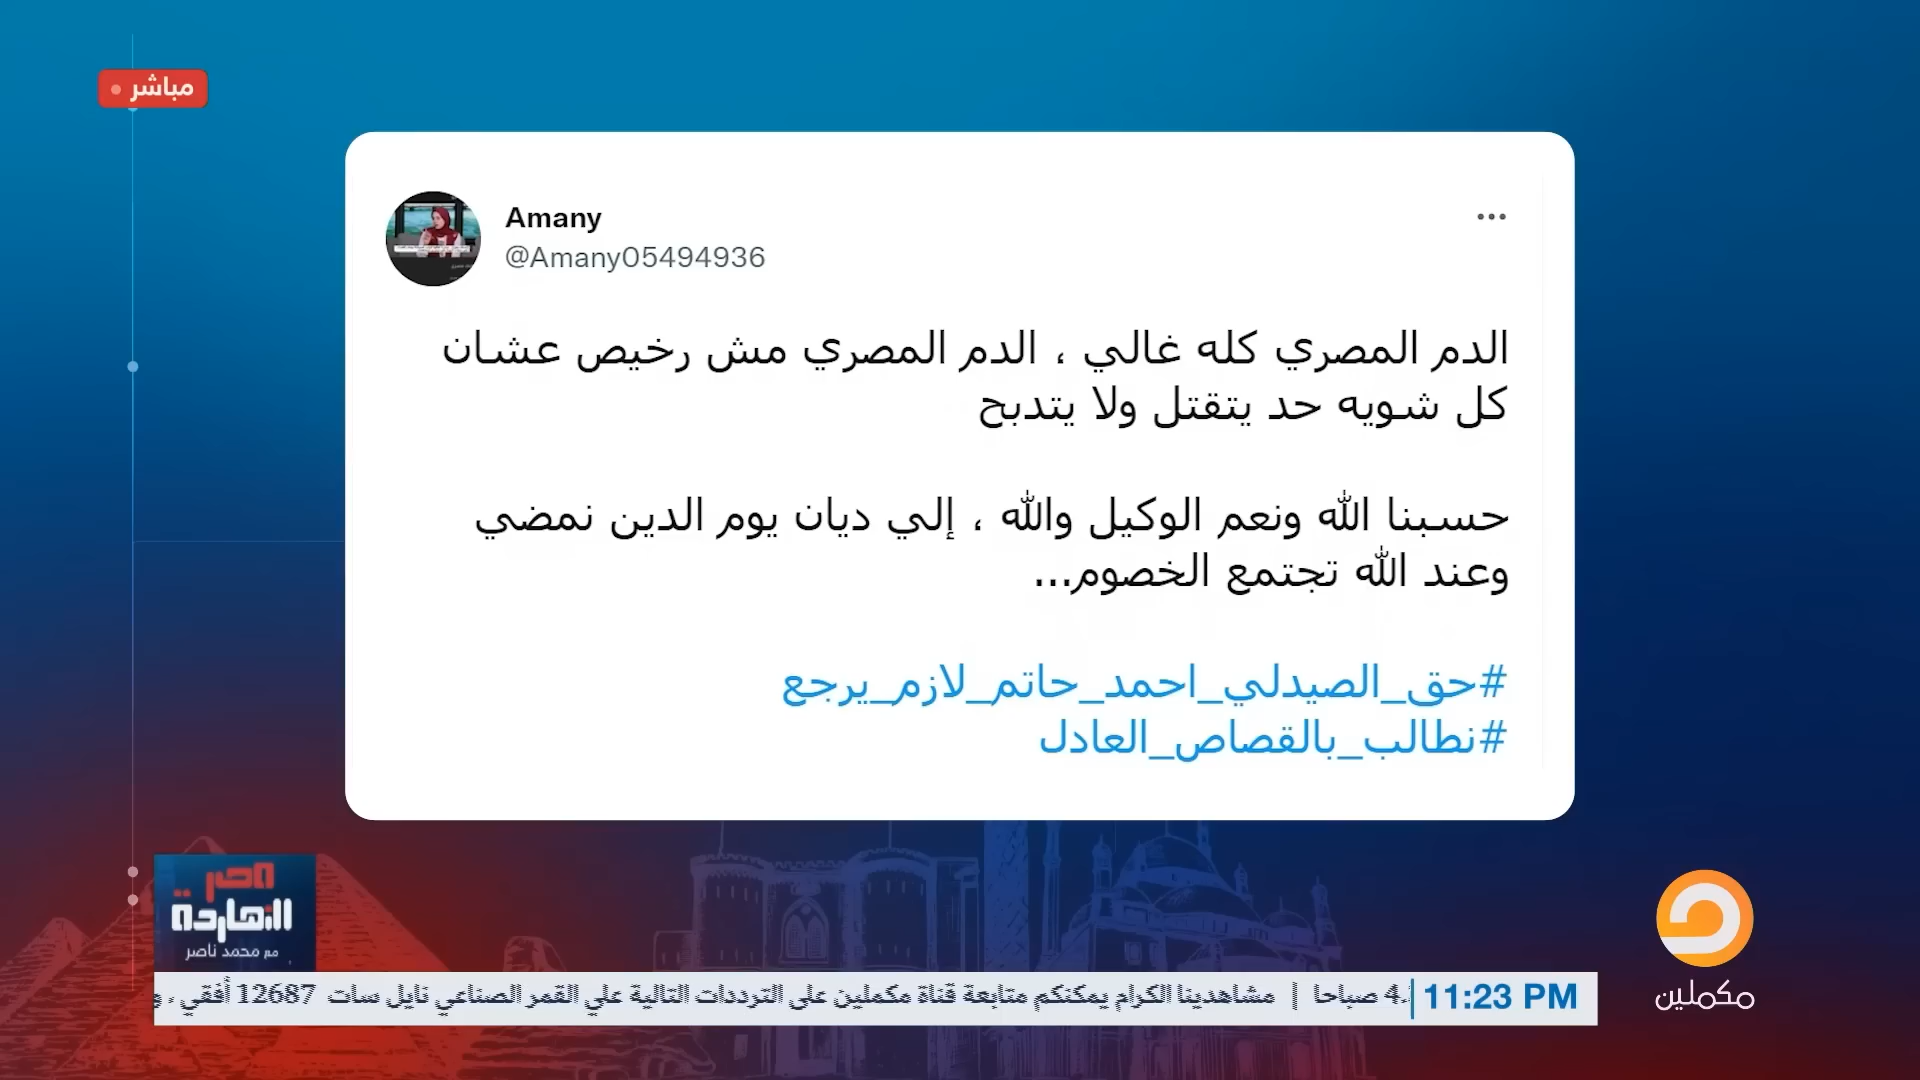 مباشر
Amany
@Amany05494936
الدم المصري كله غالي ، الدم المصري مش رخيص عشان
كل شويه حد يتقتل ولا يتدبح
حسبنا الله ونعم الوكيل والله ، إلي ديان يوم الدين نمضي
وعند الله تجتمع الخصوم...
#حق_الصيدلي_احمد_حاتم_لازم_يرجع
#نطالب_بالقصاص_العادل
مصر
النهاردة
مع محمد ناصر
4. صباحا | مشاهدينا الكرام يمكنكم متابعة قناة مكملين على الترددات التالية علي القمر الصناعي نايل سات 12687 أفقي ، و
11:23 PM
مكملين